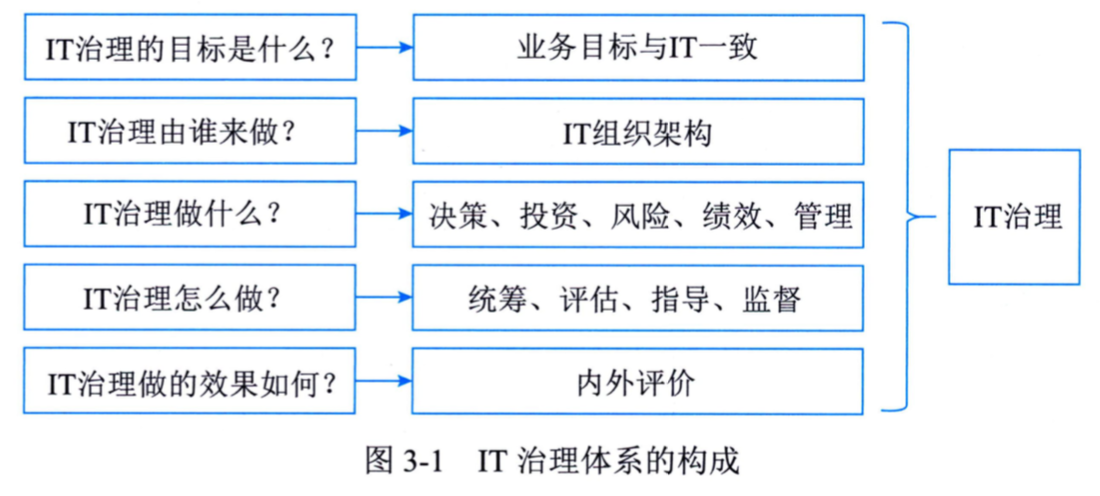 IT治理的目标是什么？
业务目标与IT一致
IT治理由谁来做？
IT组织架构
IT治理做什么？
决策、投资、风险、绩效、管理
IT治理怎么做？
统筹、评估、指导、监督
IT治理做的效果如何？
内外评价
IT治理
图 3-1 IT 治理体系的构成